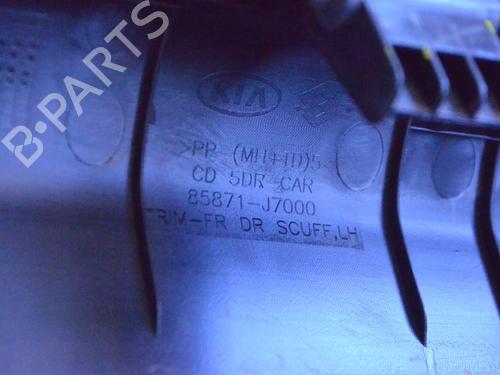 B-PARTS
KIA
>PP (MH+TD)5
CD 5DR CAR
85871-J7000
TRIM-FR DR SCUFF,LH